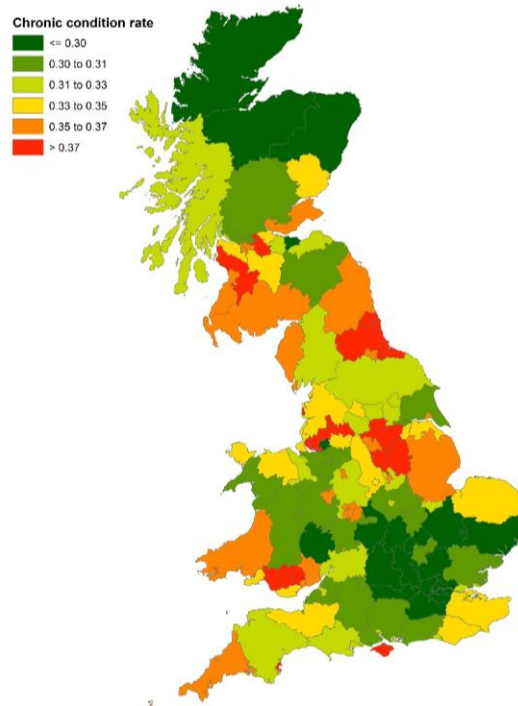 Chronic condition rate
<= 0.30
0.30 to 0.31
0.31 to 0.33
0.33 to 0.35
0.35 to 0.37
> 0.37